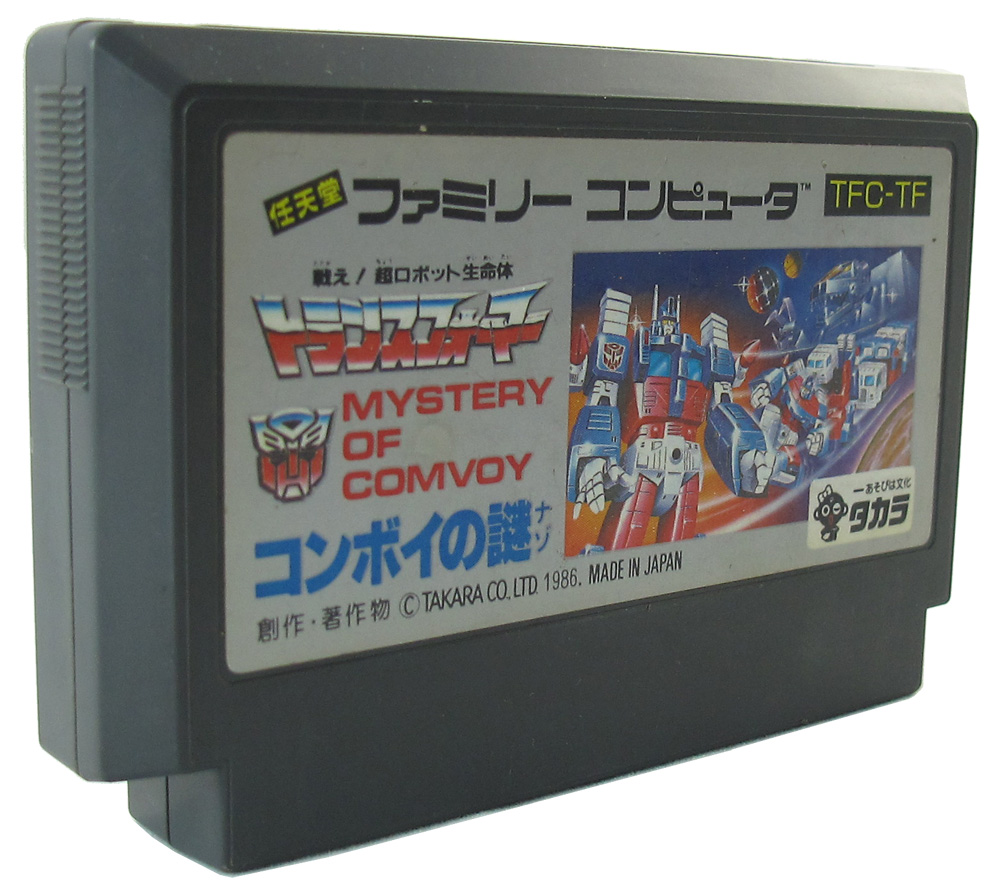 任天堂 ファミリー コンピュータ™ TFC-TF
戦え!超ロボット生命体
トランスフォーマー
MYSTERY
OF
COMVOY
コンボイの謎
ナゾ
一あそびは文化
タカラ
創作・著作物 ©TAKARA CO., LTD. 1986. MADE IN JAPAN